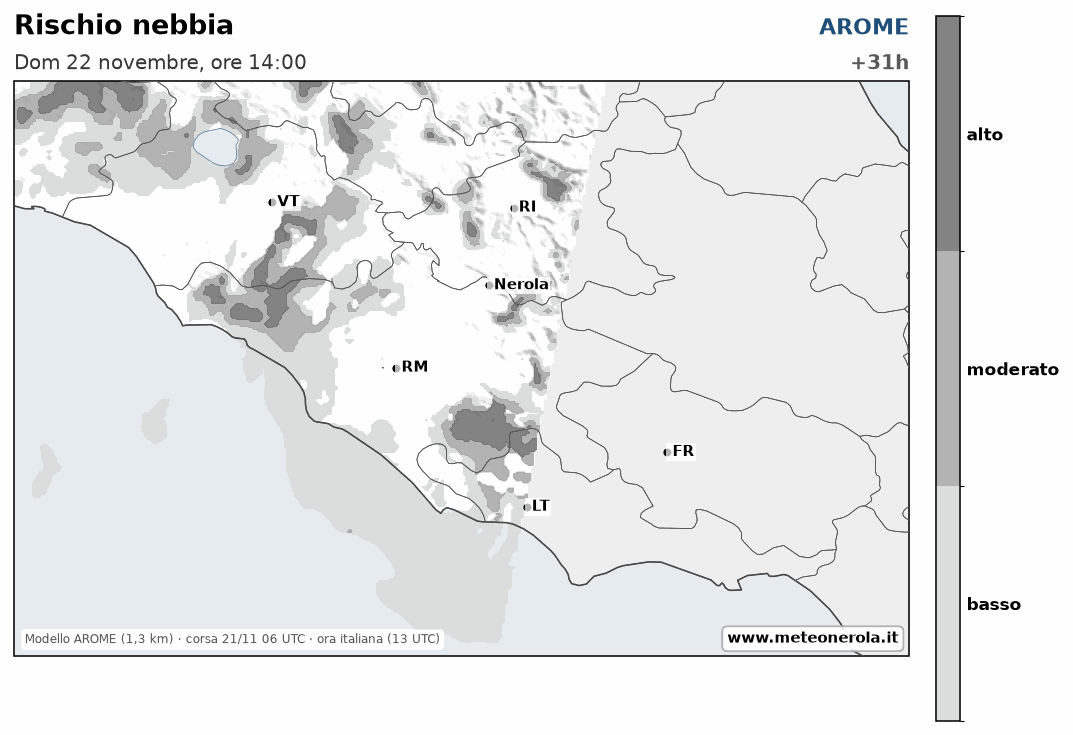 Rischio nebbia
AROME
Dom 22 novembre, ore 14:00
+31h
alto
VT
RI
Nerola
RM
moderato
FR
LT
basso
Modello AROME (1,3 km) · corsa 21/11 06 UTC · ora italiana (13 UTC)
www.meteonerola.it